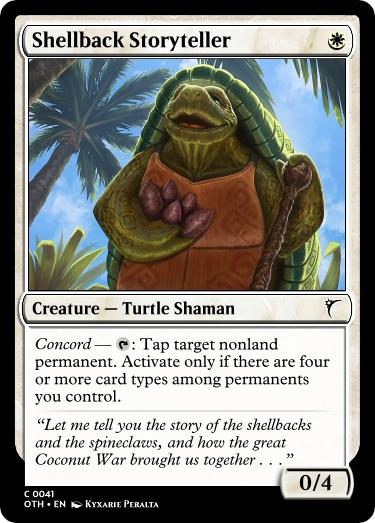 Shellback Storyteller
Creature — Turtle Shaman
Concord — : Tap target nonland
permanent. Activate only if there are four
or more card types among permanents
you control.
“Let me tell you the story of the shellbacks
and the spineclaws, and how the great
Coconut War brought us together . . .”
0/4
C 0041
OTH • EN Kyxarie Peralta